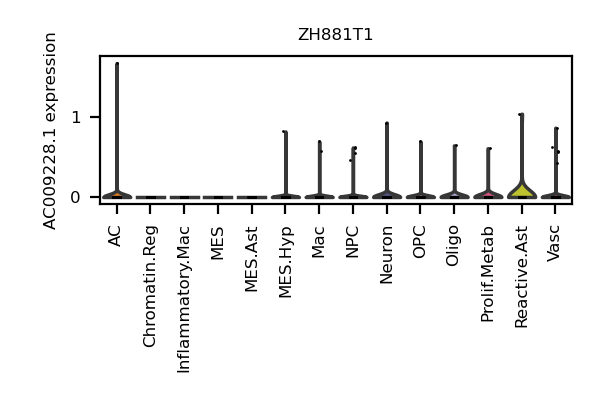 ZH881T1
AC009228.1 expression
1
0
AC
Chromatin.Reg
Inflammatory.Mac
MES
MES.Ast
MES.Hyp
Mac
NPC
Neuron
OPC
Oligo
Prolif.Metab
Reactive.Ast
Vasc